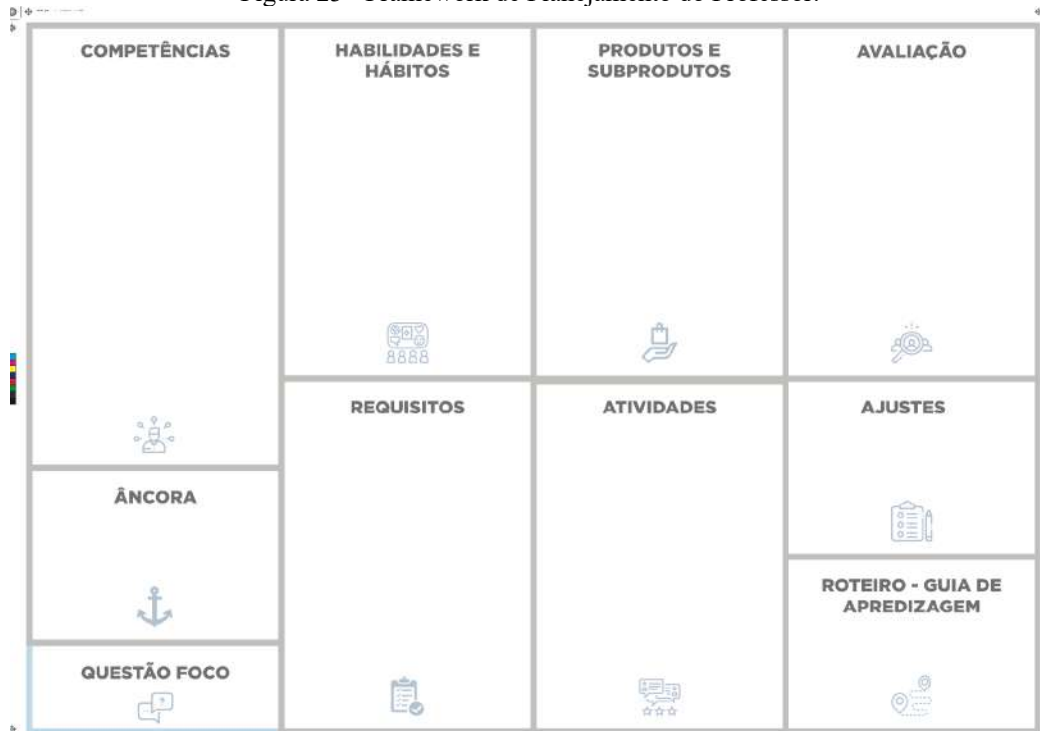 COMPETÊNCIAS
HABILIDADES E
HÁBITOS
PRODUTOS E
SUBPRODUTOS
AVALIAÇÃO
REQUISITOS
ATIVIDADES
AJUSTES
ÂNCORA
ROTEIRO - GUIA DE
APREDIZAGEM
QUESTÃO FOCO